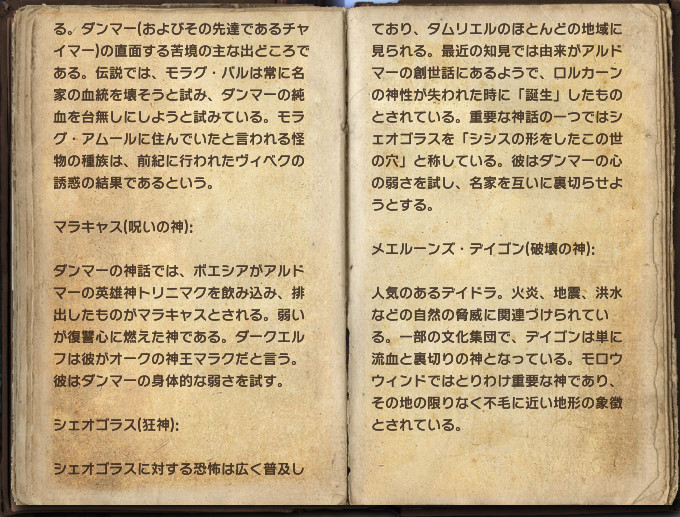 る。ダンマー(およびその先達であるチャ
イマー)の直面する苦境の主な出どころで
ある。伝説では、モラグ・バルは常に名
家の血統を壊そうと試み、ダンマーの純
血を台無しにしようと試みている。モラ
グ・アムールに住んでいたと言われる怪
物の種族は、前紀に行われたヴィベクの
誘惑の結果であるという。
マラキャス(呪いの神):
ダンマーの神話では、ボエシアがアルド
マーの英雄神トリニマクを飲み込み、排
出したものがマラキャスとされる。弱い
が復讐心に燃えた神である。ダークエル
フは彼がオークの神王マラクだと言う。
彼はダンマーの身体的な弱さを試す。
シェオゴラス(狂神):
シェオゴラスに対する恐怖は広く普及し
ており、タムリエルのほとんどの地域に
見られる。最近の知見では由来がアルド
マーの創世話にあるようで、ロルカーン
の神性が失われた時に「誕生」したもの
とされている。重要な神話の一つではシ
ェオゴラスを「シシスの形をしたこの世
の穴」と称している。彼はダンマーの心
の弱さを試し、名家を互いに裏切らせよ
うとする。
メエルーンズ・デイゴン(破壊の神):
人気のあるデイドラ。火炎、地震、洪水
などの自然の脅威に関連づけられてい
る。一部の文化集団で、デイゴンは単に
流血と裏切りの神となっている。モロウ
ウィンドではとりわけ重要な神であり、
その地の限りなく不毛に近い地形の象徴
とされている。